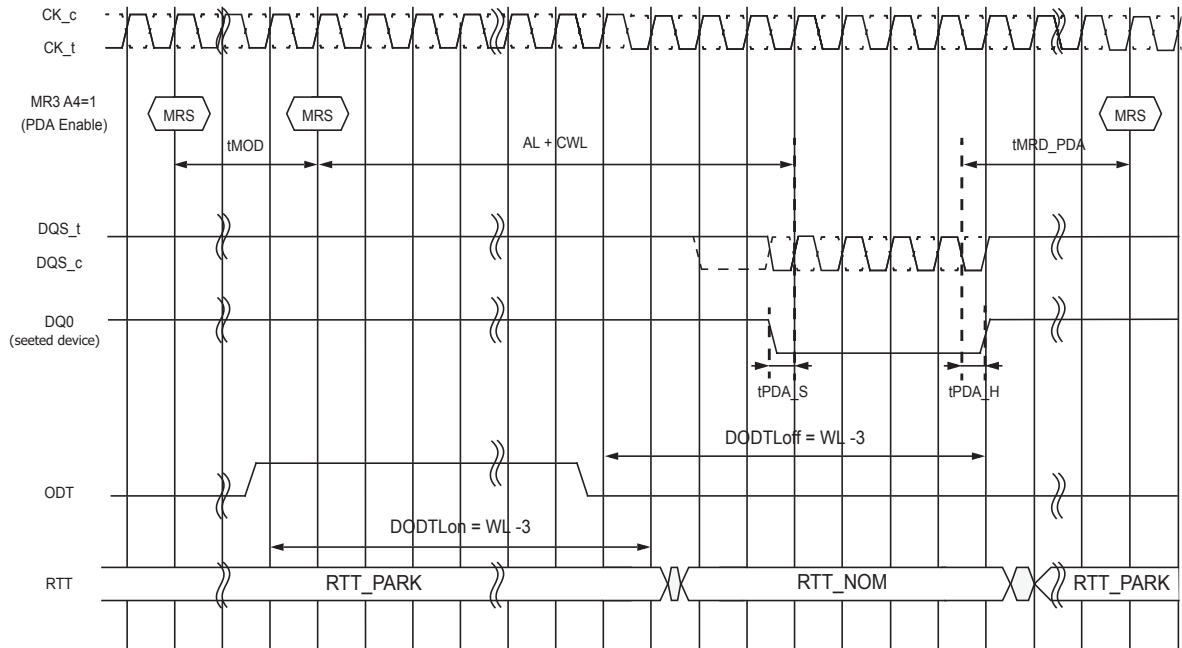 CK_c
CK_t
MR3 A4=1
(PDA Enable)
MRS
MRS
MRS
tMOD
AL + CWL
tMRD_PDA
DQS_t
DQS_c
DQ0
(seeted device)
tPDA_S
tPDA_H
DODTLoff = WL -3
ODT
DODTLon = WL -3
RTT
RTT_PARK
RTT_NOM
RTT_PARK